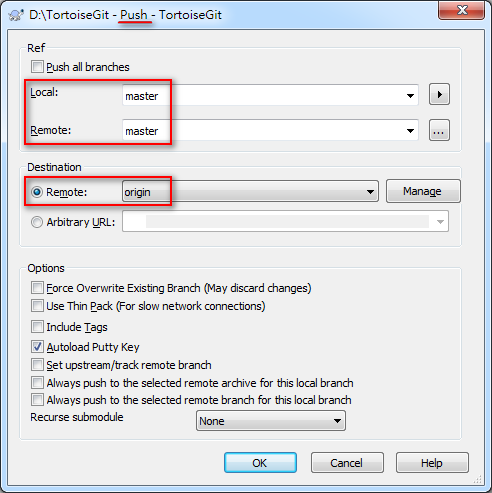 D:\TortoiseGit - Push - TortoiseGit
Ref
Push all branches
Local: master
Remote: master
...
Destination
Remote: origin Manage
Arbitrary URL:
Options
Force Overwrite Existing Branch (May discard changes)
Use Thin Pack (For slow network connections)
Include Tags
Autoload Putty Key
Set upstream/track remote branch
Always push to the selected remote archive for this local branch
Always push to the selected remote branch for this local branch
Recurse submodule None
OK Cancel Help